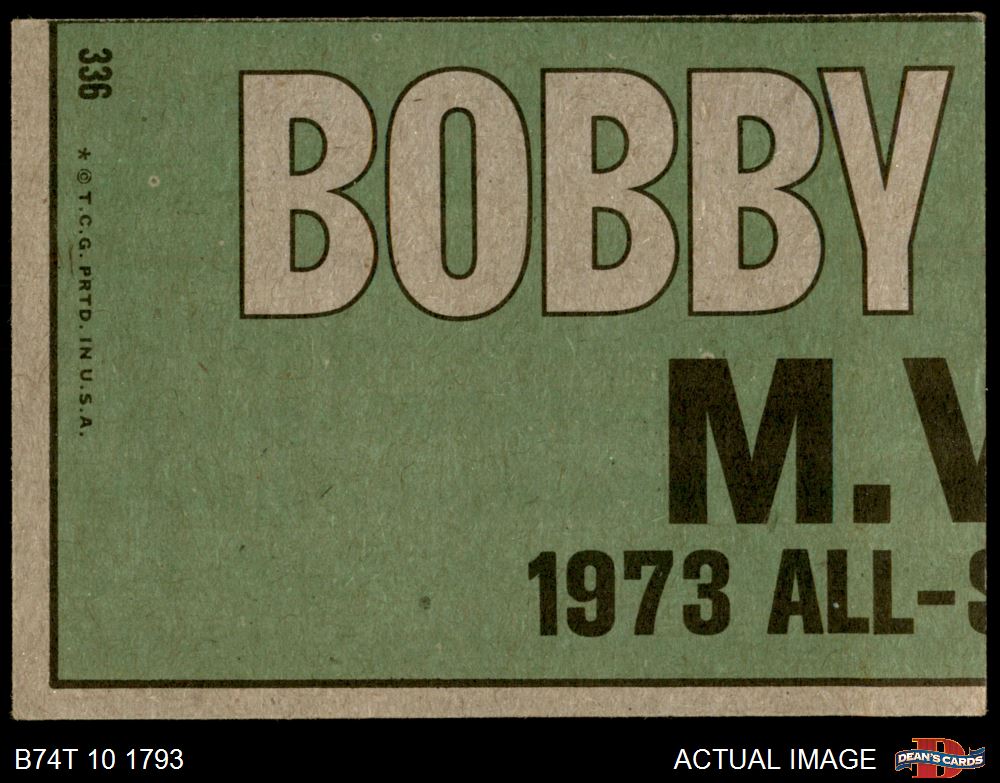 336
* © T.C.G. PRTD. IN U.S.A.
BOBBY
M.V
1973 ALL-S
B74T 10 1793
ACTUAL IMAGE
D
DEAN'S CARDS